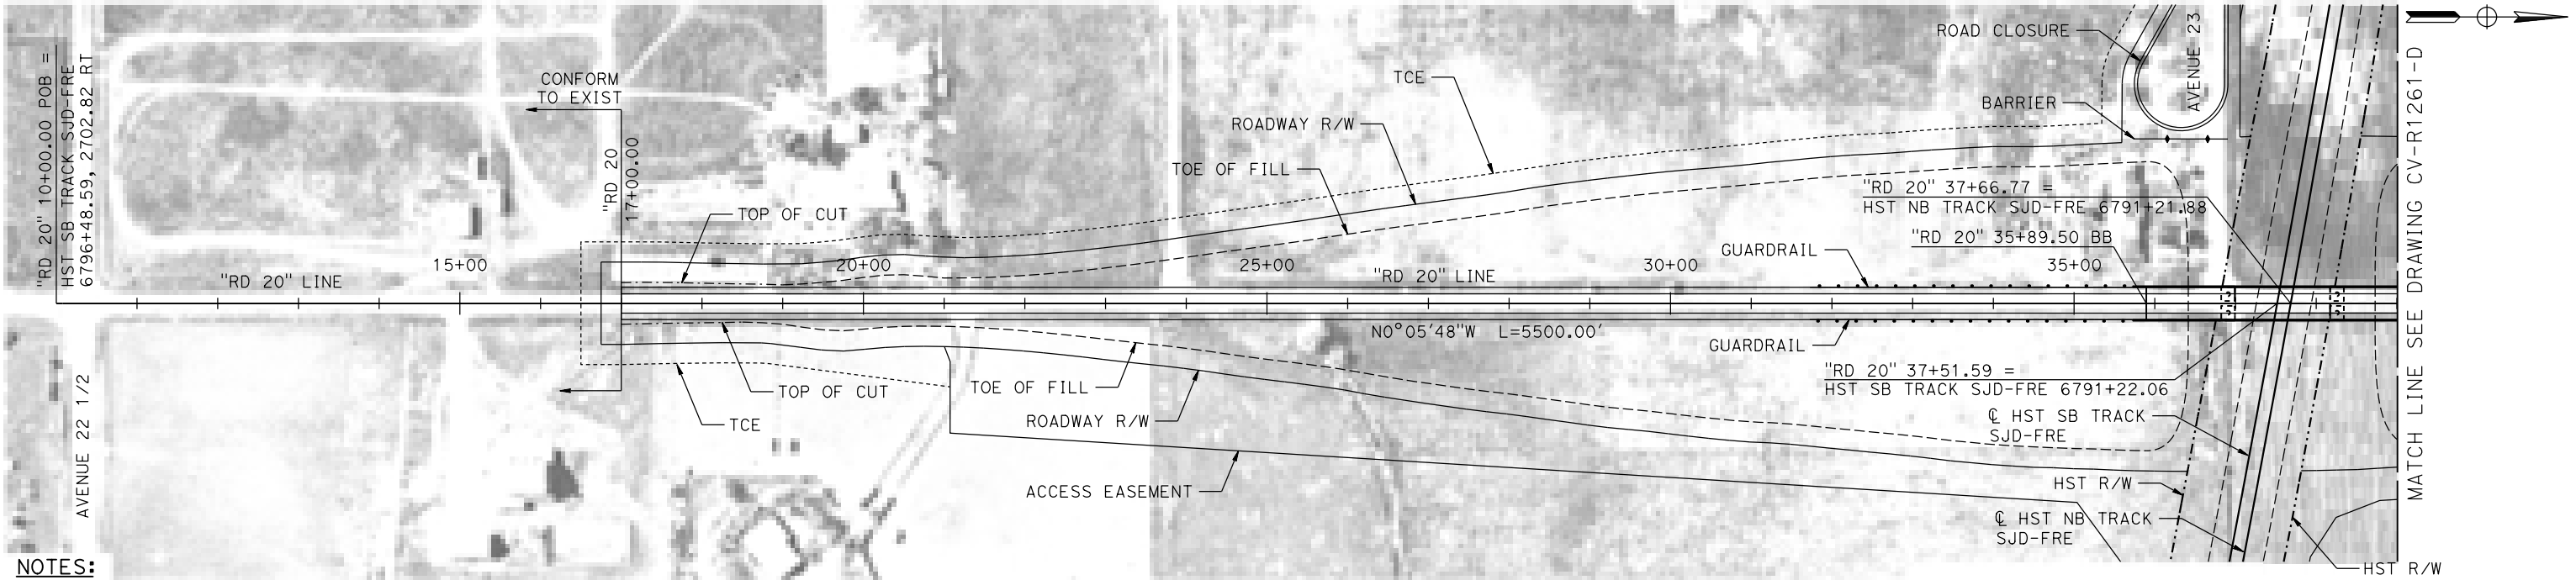 "RD 20" 10+00.00 POB =
HST SB TRACK SJD-FRE
6796+48.59, 2702.82 RT
CONFORM
TO EXIST
"RD 20
17+00.00
TOP OF CUT
"RD 20" LINE
15+00
20+00
25+00
30+00
35+00
TCE
ROADWAY R/W
TOE OF FILL
"RD 20" LINE
GUARDRAIL
ROAD CLOSURE
BARRIER
AVENUE 23
"RD 20" 37+66.77 =
HST NB TRACK SJD-FRE 6791+21.88
"RD 20" 35+89.50 BB
N0°05'48"W L=5500.00'
GUARDRAIL
"RD 20" 37+51.59 =
HST SB TRACK SJD-FRE 6791+22.06
℄ HST SB TRACK
SJD-FRE
HST R/W
℄ HST NB TRACK
SJD-FRE
HST R/W
AVENUE 22 1/2
TOP OF CUT
TCE
TOE OF FILL
ROADWAY R/W
ACCESS EASEMENT
MATCH LINE SEE DRAWING CV-R1261-D
NOTES: